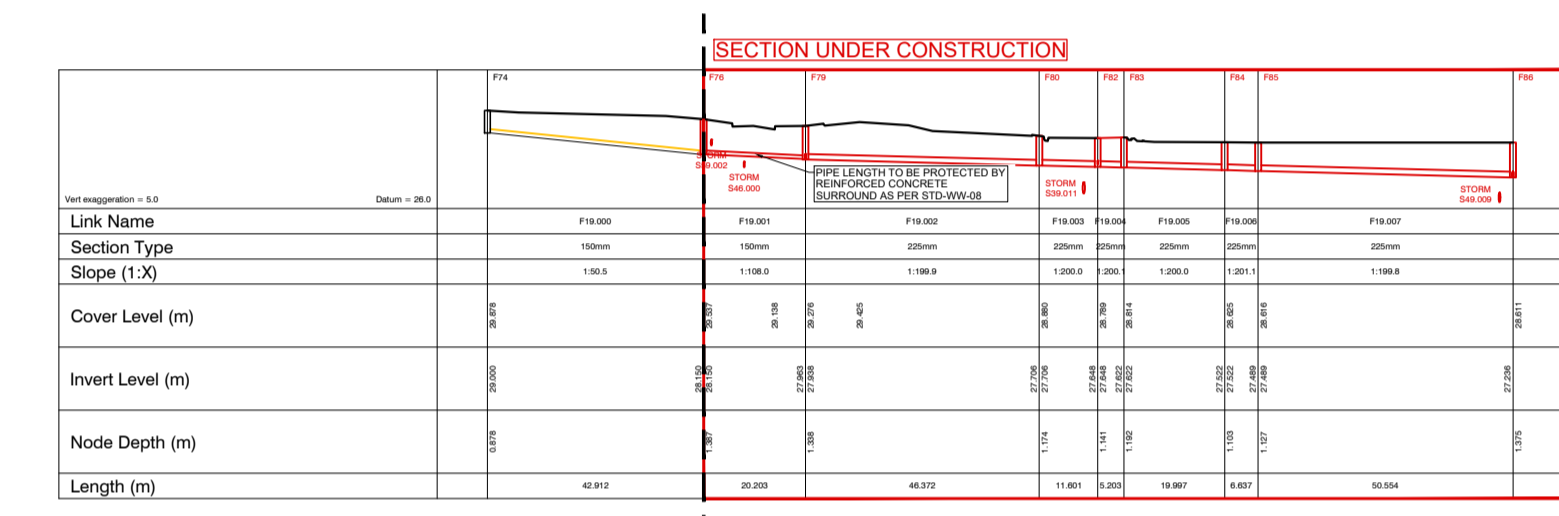 SECTION UNDER CONSTRUCTION
F74 F76 F79 F80 F82 F83 F84 F85 F86
STORM
S39.002
STORM
S46.000
PIPE LENGTH TO BE PROTECTED BY
REINFORCED CONCRETE
SURROUND AS PER STD-WW-08
STORM
S39.011
STORM
S49.009
Vert exaggeration = 5.0 Datum = 26.0
Link Name F19.000 F19.001 F19.002 F19.003 F19.004 F19.005 F19.006 F19.007
Section Type 150mm 150mm 225mm 225mm 225mm 225mm 225mm 225mm
Slope (1:X) 1:50.5 1:108.0 1:199.9 1:200.0 1:200.1 1:200.0 1:201.1 1:199.8
Cover Level (m) 29.878 29.537 29.138 29.276 29.425 28.880 28.789 28.814 28.625 28.616 28.611
Invert Level (m) 29.000 28.150 28.150 27.963 27.938 27.706 27.706 27.648 27.648 27.622 27.622 27.522 27.522 27.489 27.489 27.236
Node Depth (m) 0.878 1.387 1.338 1.174 1.141 1.192 1.103 1.127 1.375
Length (m) 42.912 20.203 46.372 11.601 5.203 19.997 6.637 50.554